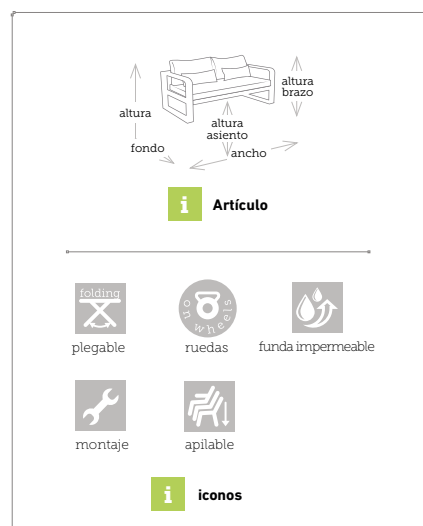 altura
altura
brazo
altura
asiento
fondo
ancho
i Artículo
folding
on wheels
plegable
ruedas
funda impermeable
montaje
apilable
i iconos